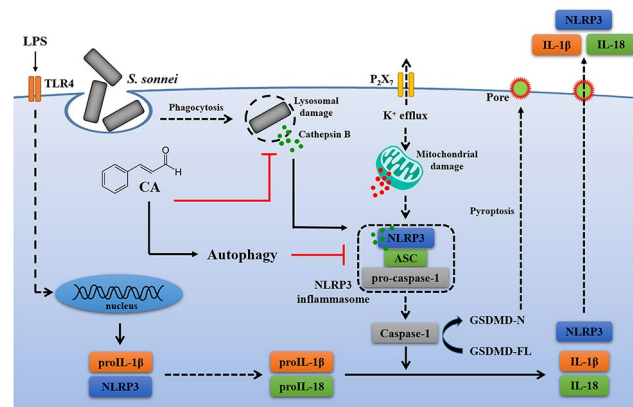 NLRP3
IL-1β
IL-18
LPS
TLR4
S. sonnei
Phagocytosis
Lysosomal
damage
Cathepsin B
P2X7
K+ efflux
Pore
Mitochondrial
damage
O
H
CA
Pyroptosis
Autophagy
NLRP3
ASC
pro-caspase-1
NLRP3
inflammasome
nucleus
Caspase-1
GSDMD-N
GSDMD-FL
proIL-1β
NLRP3
proIL-1β
proIL-18
NLRP3
IL-1β
IL-18